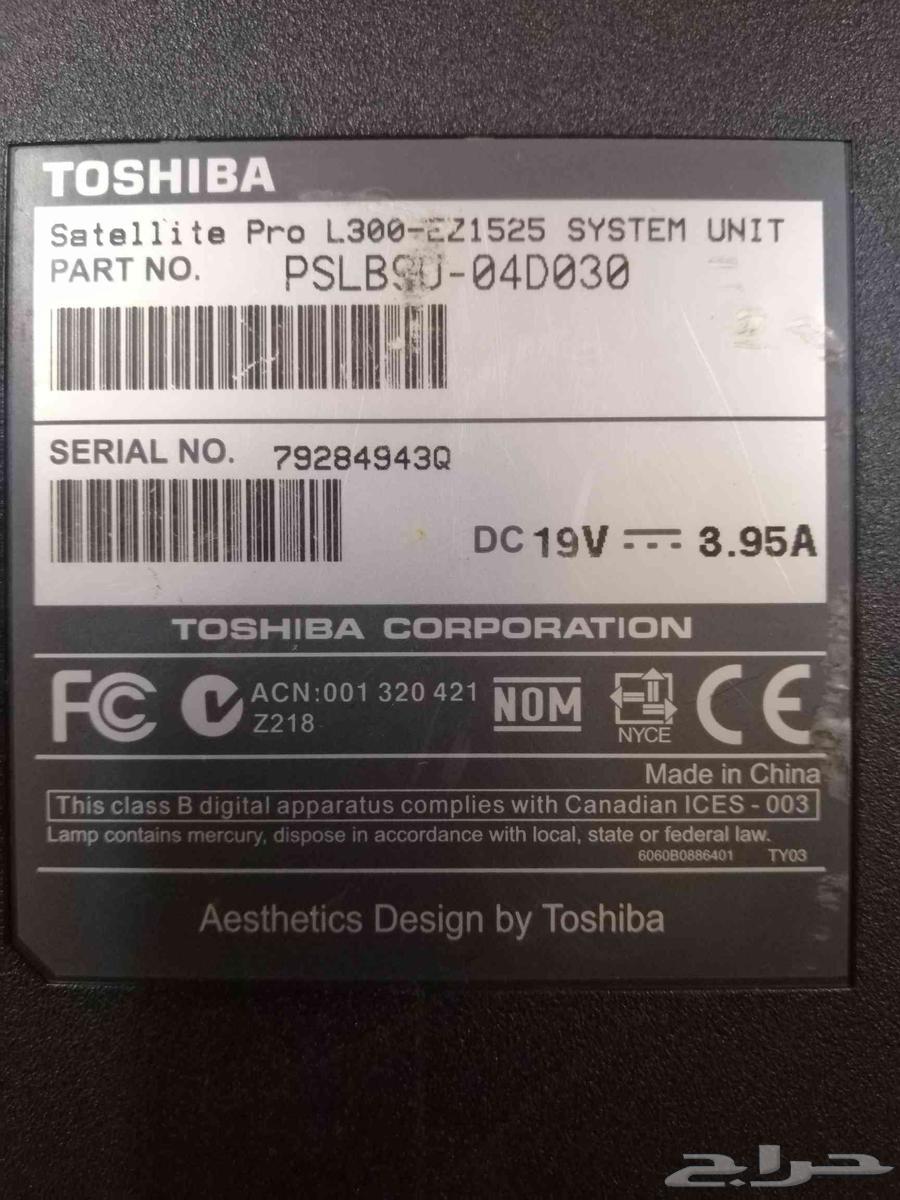 TOSHIBA
Satellite Pro L300-EZ1525 SYSTEM UNIT
PART NO. PSLB9U-04D030
SERIAL NO. 79284943Q
DC 19V 3.95A
TOSHIBA CORPORATION
FC ACN:001 320 421 NOM NYCE CE
Z218
Made in China
This class B digital apparatus complies with Canadian ICES - 003
Lamp contains mercury, dispose in accordance with local, state or federal law.
6060B0886401 TY03
Aesthetics Design by Toshiba
حراج